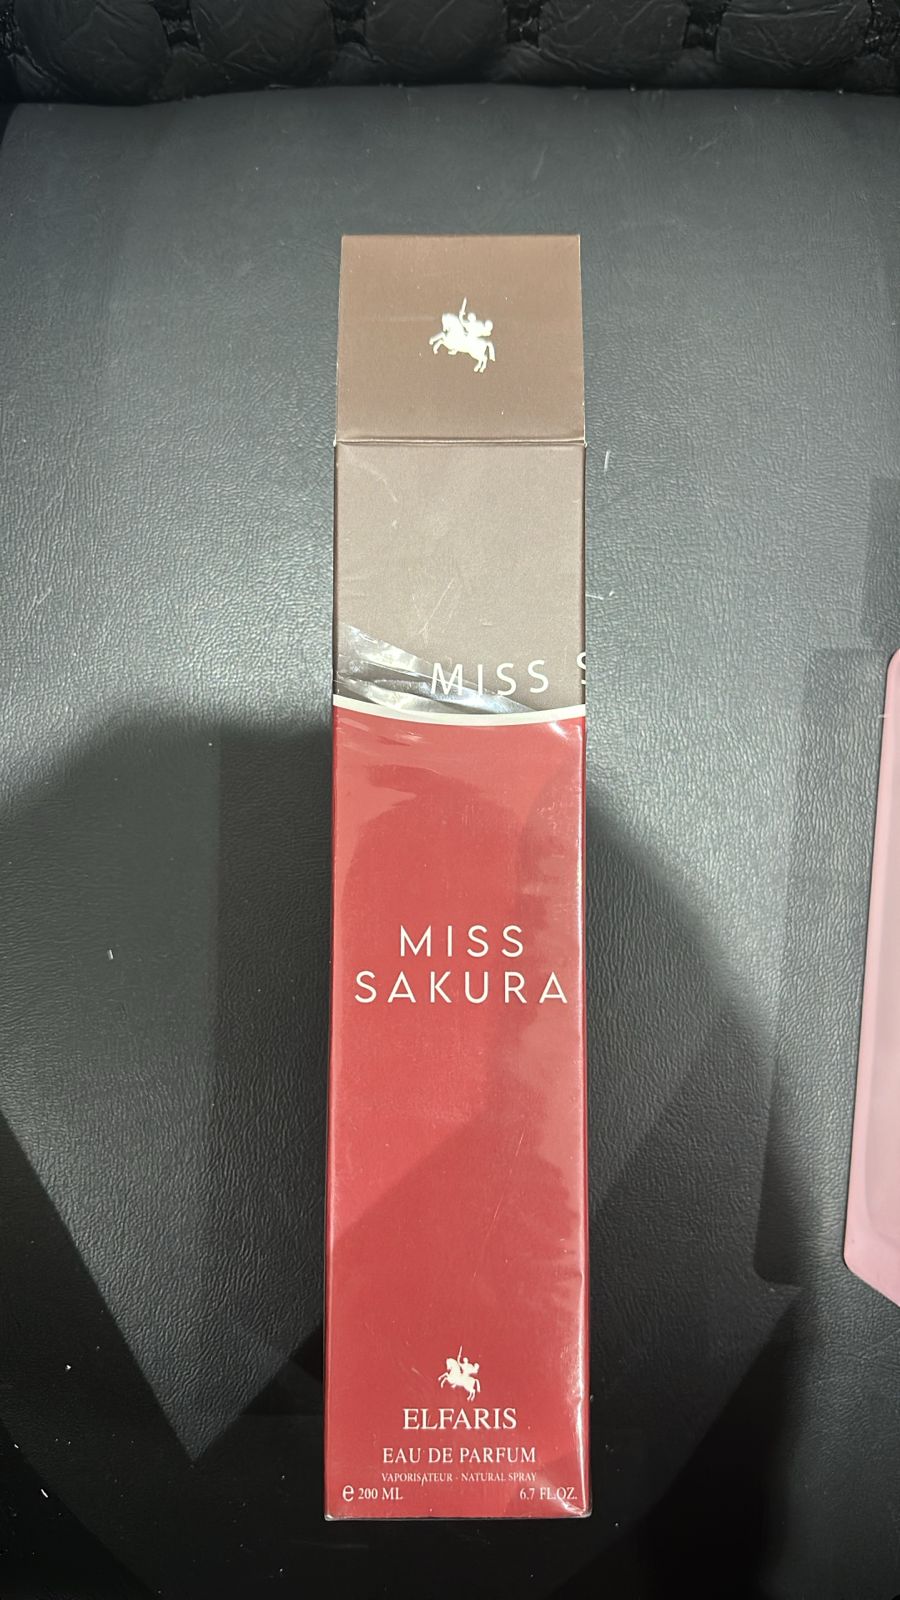 MISS S
MISS
SAKURA
ELFARIS
EAU DE PARFUM
VAPORISATEUR - NATURAL SPRAY
e 200 ML 6.7 FL.OZ.